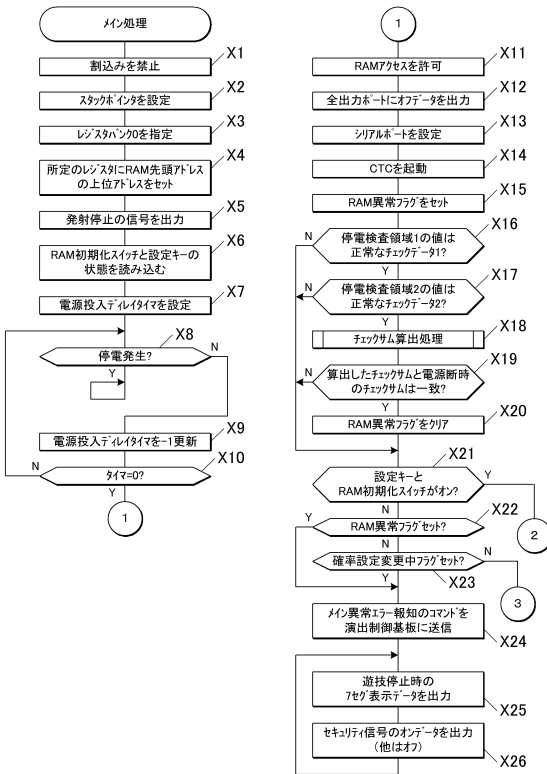 メイン処理
割込みを禁止
X1
スタックポインタを設定
X2
レジスタバンク0を指定
X3
所定のレジスタにRAM先頭アドレス
の上位アドレスをセット
X4
発射停止の信号を出力
X5
RAM初期化スイッチと設定キーの
状態を読み込む
X6
電源投入ディレイタイマを設定
X7
停電発生?
X8
N
Y
電源投入ディレイタイマを-1更新
X9
タイマ=0?
X10
N
Y
1
1
RAMアクセスを許可
X11
全出力ポートにオフデータを出力
X12
シリアルポートを設定
X13
CTCを起動
X14
RAM異常フラグをセット
X15
停電検査領域1の値は
正常なチェックデータ1?
X16
N
Y
停電検査領域2の値は
正常なチェックデータ2?
X17
N
Y
チェックサム算出処理
X18
算出したチェックサムと電源断時
のチェックサムは一致?
X19
N
Y
RAM異常フラグをクリア
X20
設定キーと
RAM初期化スイッチがオン?
X21
Y
N
2
RAM異常フラグセット?
X22
Y
N
確率設定変更中フラグセット?
X23
N
Y
3
メイン異常エラー報知のコマンドを
演出制御基板に送信
X24
遊技停止時の
7セグ表示データを出力
X25
セキュリティ信号のオンデータを出力
(他はオフ)
X26